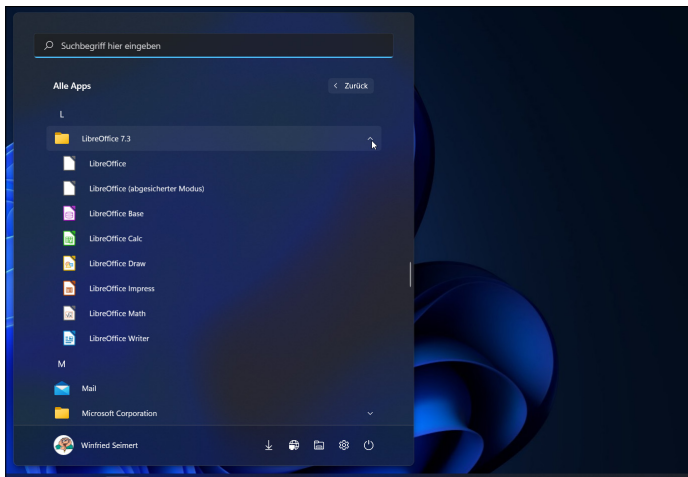 Suchbegriff hier eingeben
Alle Apps
Zurück
L
LibreOffice 7.3
LibreOffice
LibreOffice (abgesicherter Modus)
LibreOffice Base
LibreOffice Calc
LibreOffice Draw
LibreOffice Impress
LibreOffice Math
LibreOffice Writer
M
Mail
Microsoft Corporation
Winfried Seimert